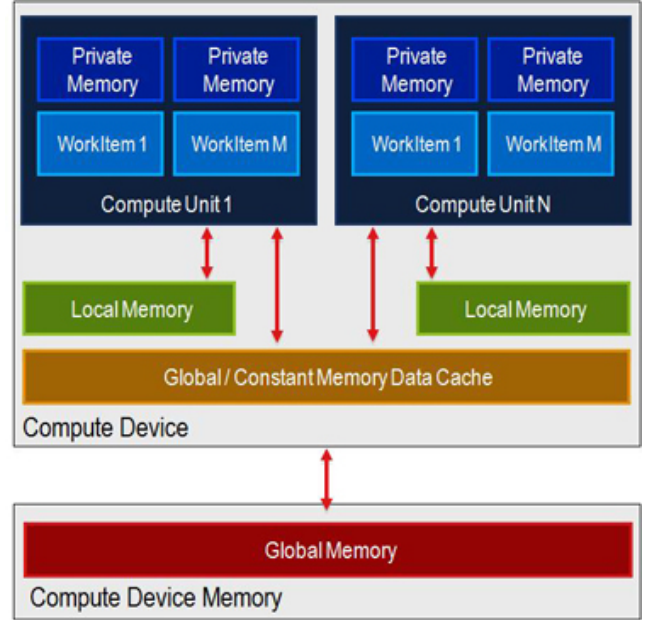 Private
Memory
Private
Memory
Private
Memory
Private
Memory
WorkItem 1
WorkItem M
WorkItem 1
WorkItem M
Compute Unit 1
Compute Unit N
Local Memory
Local Memory
Global / Constant Memory Data Cache
Compute Device
Global Memory
Compute Device Memory